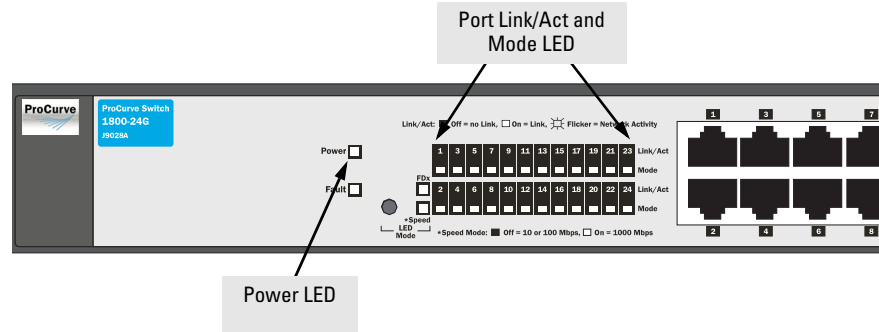 Port Link/Act and
Mode LED
ProCurve
ProCurve Switch
1800-24G
J9028A
Link/Act: Off = no Link, On = Link, Flicker = Network Activity
Power
Fault
1 3 5 7 9 11 13 15 17 19 21 23 Link/Act
Mode
FDx
2 4 6 8 10 12 14 16 18 20 22 24 Link/Act
Mode
*Speed
LED
Mode
*Speed Mode: Off = 10 or 100 Mbps, On = 1000 Mbps
1 3 5 7
2 4 6 8
Power LED